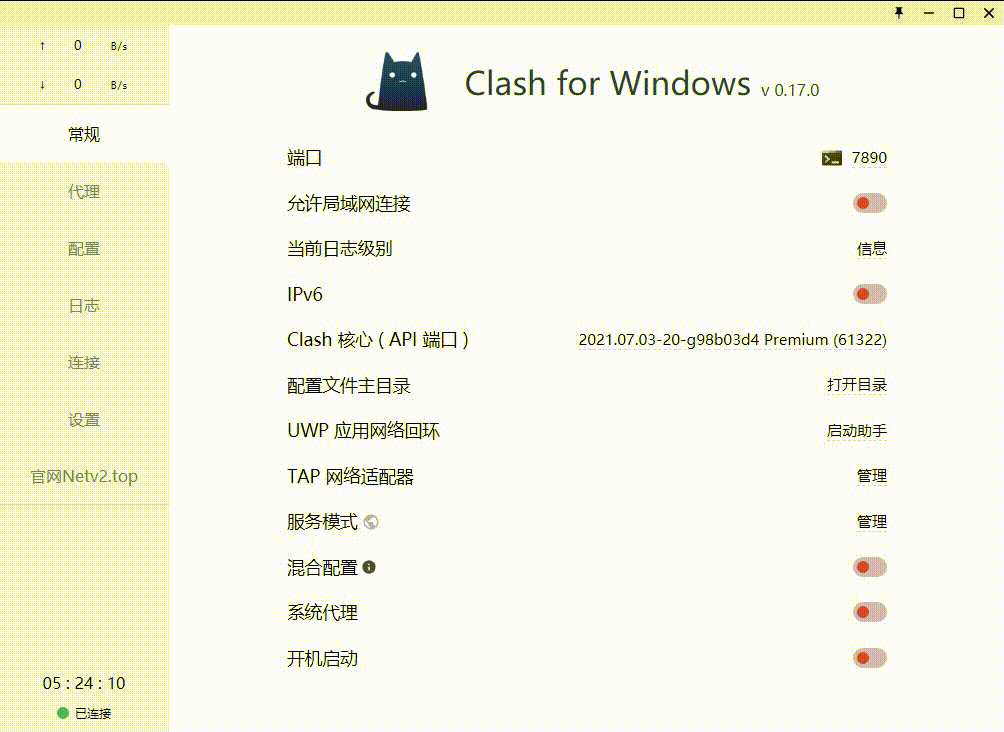 ↑ 0 B/s
↓ 0 B/s
常规
代理
配置
日志
连接
设置
官网Netv2.top
05 : 24 : 10
已连接
Clash for Windows v 0.17.0
端口 7890
允许局域网连接
当前日志级别 信息
IPv6
Clash 核心 ( API 端口 ) 2021.07.03-20-g98b03d4 Premium (61322)
配置文件主目录 打开目录
UWP 应用网络回环 启动助手
TAP 网络适配器 管理
服务模式 管理
混合配置
系统代理
开机启动